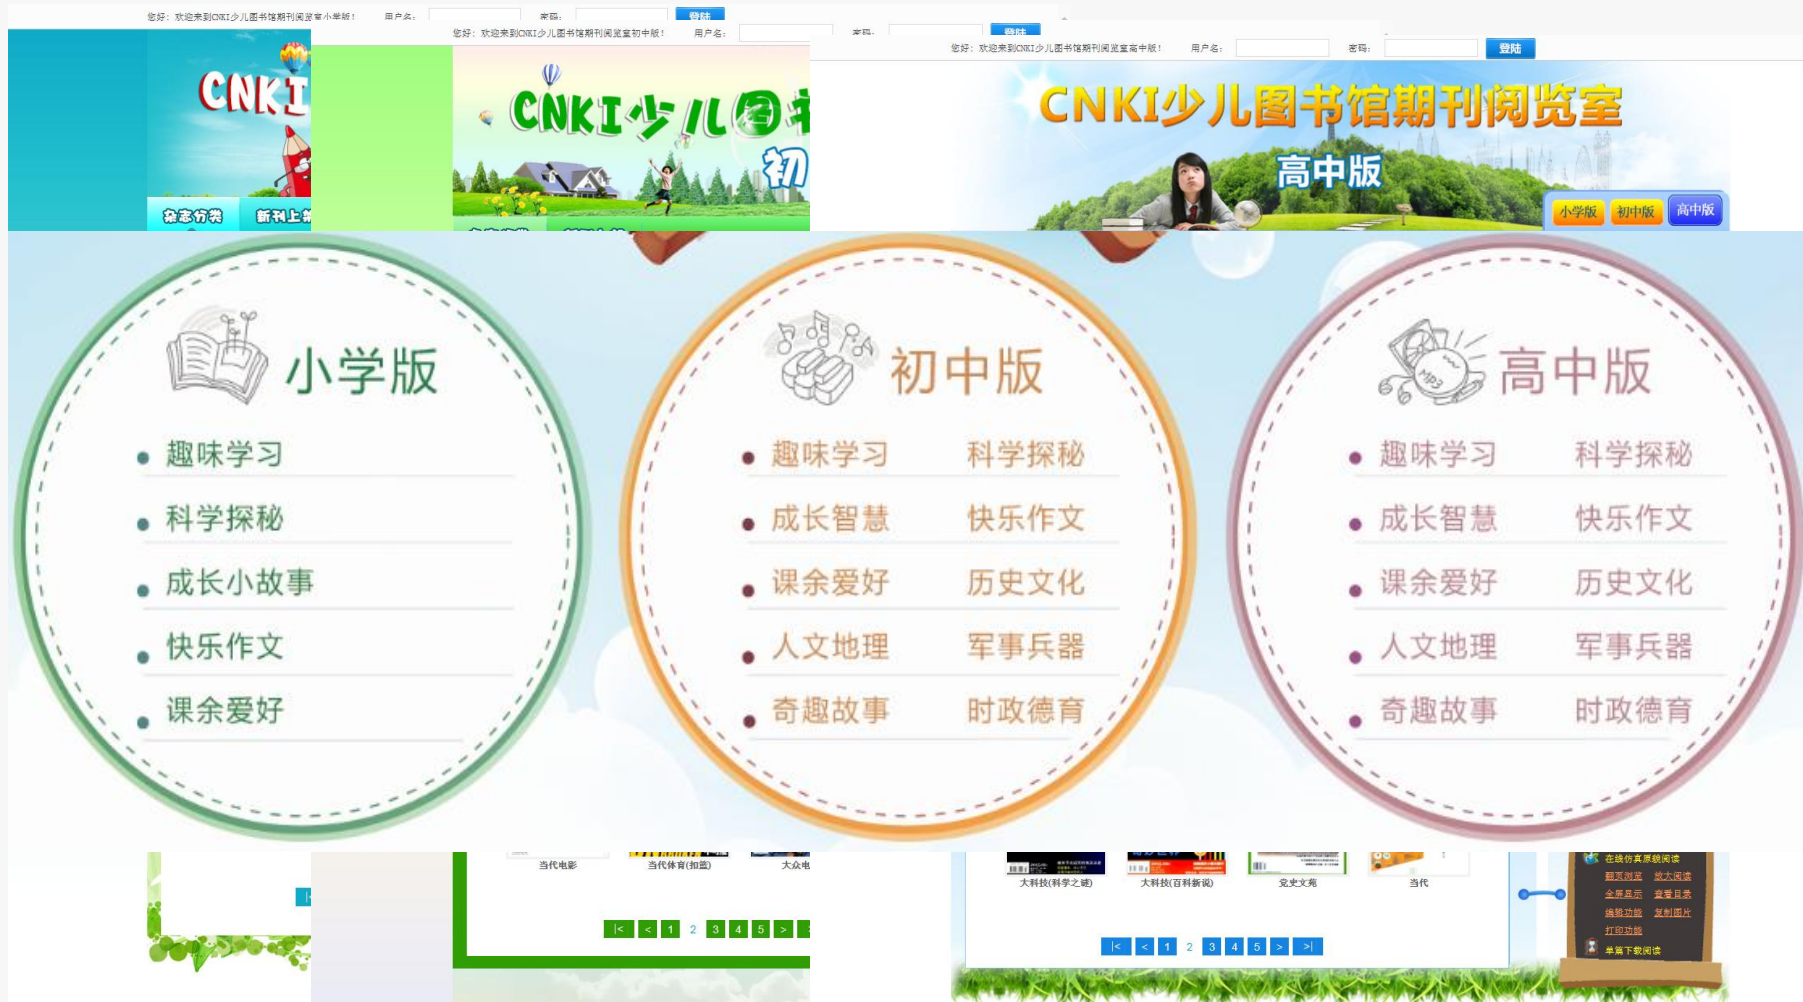 您好：欢迎来到CNKI少儿图书馆期刊阅览室小学版！ 用户名： 密码： 登陆
您好：欢迎来到CNKI少儿图书馆期刊阅览室初中版！ 用户名： 密码： 登陆
您好：欢迎来到CNKI少儿图书馆期刊阅览室高中版！ 用户名： 密码： 登陆
CNKI
CNKI少儿图书
初
CNKI少儿图书馆期刊阅览室
高中版
杂志分类 新刊上架
小学版 初中版 高中版
小学版
趣味学习
科学探秘
成长小故事
快乐作文
课余爱好
初中版
趣味学习 科学探秘
成长智慧 快乐作文
课余爱好 历史文化
人文地理 军事兵器
奇趣故事 时政德育
高中版
MP3
趣味学习 科学探秘
成长智慧 快乐作文
课余爱好 历史文化
人文地理 军事兵器
奇趣故事 时政德育
当代电影 当代体育(扣篮) 大众电
|< < 1 2 3 4 5 >
大科技(科学之谜) 大科技(百科新说) 党史文苑 当代
|< < 1 2 3 4 5 > >|
在线仿真原貌阅读
翻页浏览 放大阅读
全屏显示 查看目录
编辑功能 复制图片
打印功能
单篇下载阅读